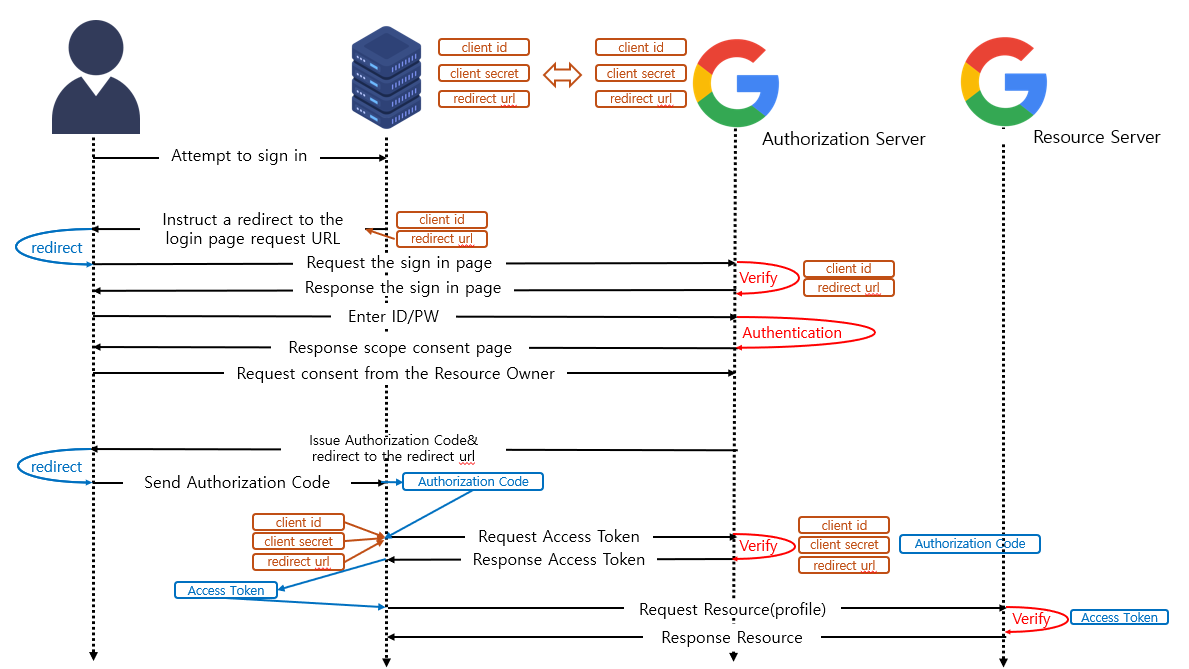 client id
client secret
redirect url
client id
client secret
redirect url
Authorization Server
Resource Server
Attempt to sign in
Instruct a redirect to the
login page request URL
client id
redirect url
redirect
Request the sign in page
Verify
client id
redirect url
Response the sign in page
Enter ID/PW
Authentication
Response scope consent page
Request consent from the Resource Owner
Issue Authorization Code&
redirect to the redirect url
redirect
Send Authorization Code
Authorization Code
client id
client secret
redirect url
Request Access Token
Verify
client id
client secret
redirect url
Authorization Code
Response Access Token
Access Token
Request Resource(profile)
Verify
Access Token
Response Resource